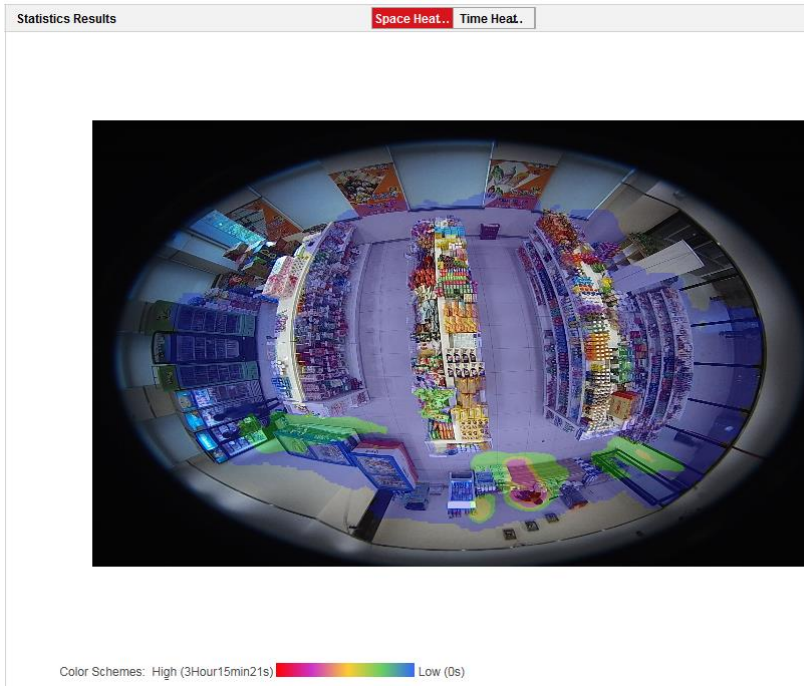 Statistics Results
Space Heat... Time Heat..
Color Schemes: High (3Hour15min21s) Low (0s)